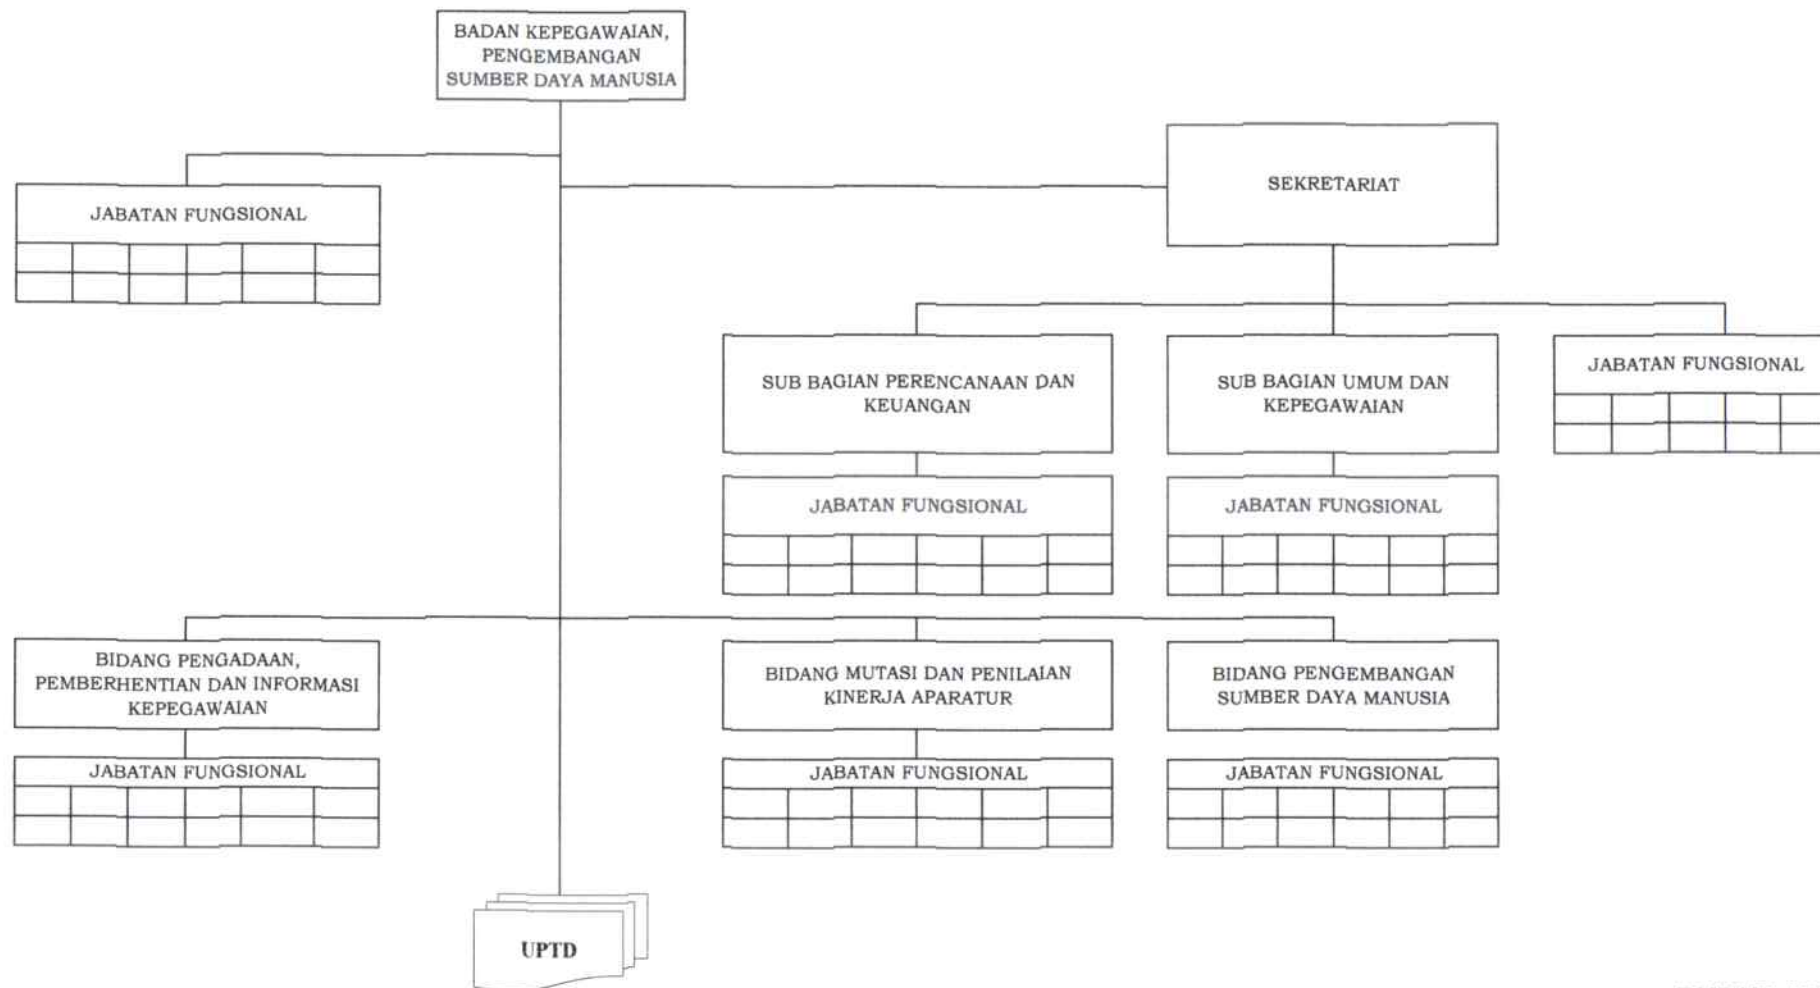 BADAN KEPEGAWAIAN,
PENGEMBANGAN
SUMBER DAYA MANUSIA
SEKRETARIAT
JABATAN FUNGSIONAL
SUB BAGIAN PERENCANAAN DAN
KEUANGAN
SUB BAGIAN UMUM DAN
KEPEGAWAIAN
JABATAN FUNGSIONAL
JABATAN FUNGSIONAL
JABATAN FUNGSIONAL
BIDANG PENGADAAN,
PEMBERHENTIAN DAN INFORMASI
KEPEGAWAIAN
BIDANG MUTASI DAN PENILAIAN
KINERJA APARATUR
BIDANG PENGEMBANGAN
SUMBER DAYA MANUSIA
JABATAN FUNGSIONAL
JABATAN FUNGSIONAL
JABATAN FUNGSIONAL
UPTD